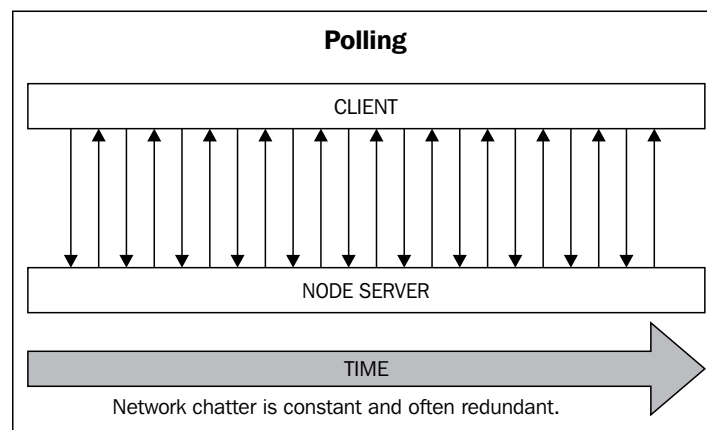 Polling
CLIENT
NODE SERVER
TIME
Network chatter is constant and often redundant.